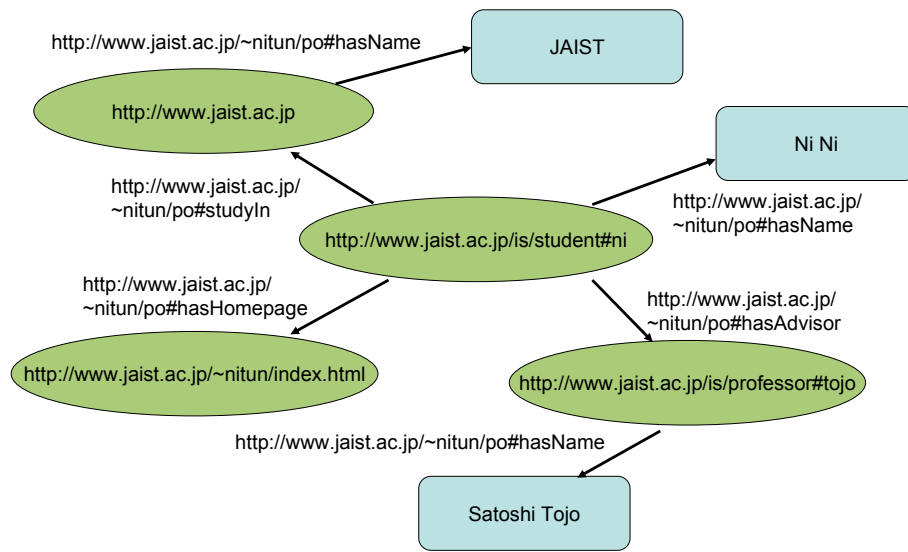 http://www.jaist.ac.jp/~nitun/po#hasName
JAIST
http://www.jaist.ac.jp
Ni Ni
http://www.jaist.ac.jp/
~nitun/po#studyIn
http://www.jaist.ac.jp/
~nitun/po#hasName
http://www.jaist.ac.jp/is/student#ni
http://www.jaist.ac.jp/
~nitun/po#hasHomepage
http://www.jaist.ac.jp/
~nitun/po#hasAdvisor
http://www.jaist.ac.jp/~nitun/index.html
http://www.jaist.ac.jp/is/professor#tojo
http://www.jaist.ac.jp/~nitun/po#hasName
Satoshi Tojo